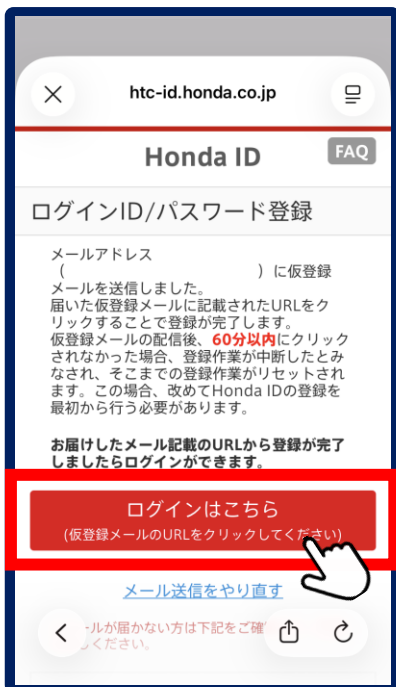 htc-id.honda.co.jp
Honda ID
FAQ
ログインID/パスワード登録
メールアドレス
( ) に仮登録
メールを送信しました。
届いた仮登録メールに記載されたURLをク
リックすることで登録が完了します。
仮登録メールの配信後、60分以内にクリック
されなかった場合、登録作業が中断したとみ
なされ、そこまでの登録作業がリセットされ
ます。この場合、改めてHonda IDの登録を
最初から行う必要があります。
お届けしたメール記載のURLから登録が完了
しましたらログインができます。
ログインはこちら
(仮登録メールのURLをクリックしてください)
メール送信をやり直す
ールが届かない方は下記をご確
ください。